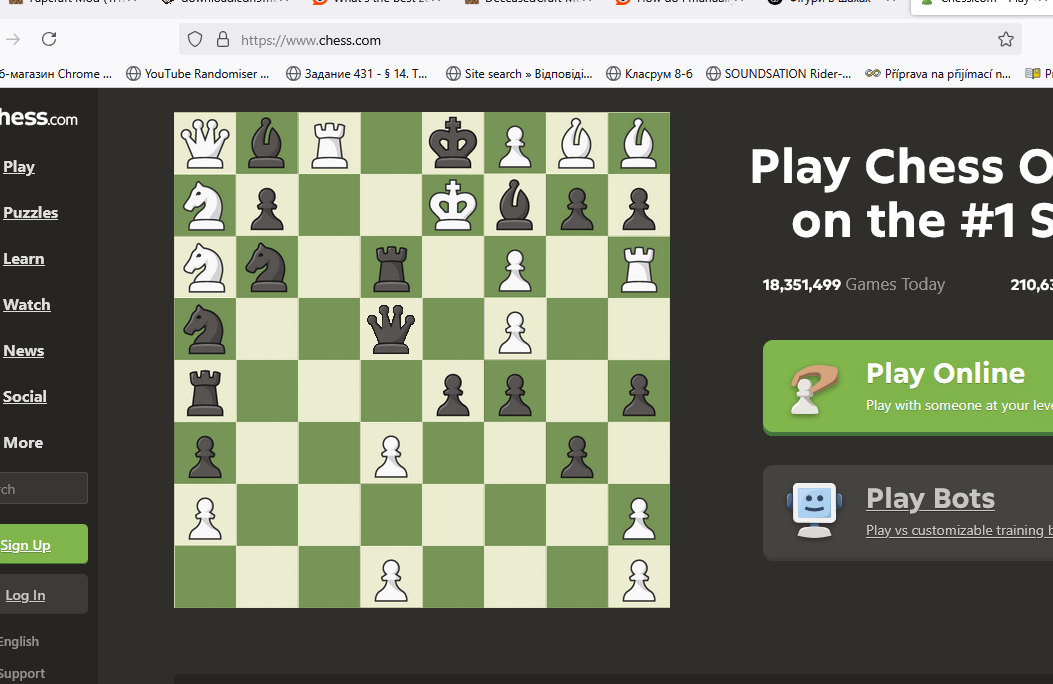 https://www.chess.com
б-магазин Chrome ...
YouTube Randomiser ...
Задание 431 - § 14. Т...
Site search » Відповіді...
Класрум 8-6
SOUNDSATION Rider-...
Příprava na přijímací n...
hess.com
Play
Puzzles
Learn
Watch
News
Social
More
rch
Sign Up
Log In
English
Support
Play Chess O
on the #1 S
18,351,499 Games Today
210,63
Play Online
Play with someone at your leve
Play Bots
Play vs customizable training b